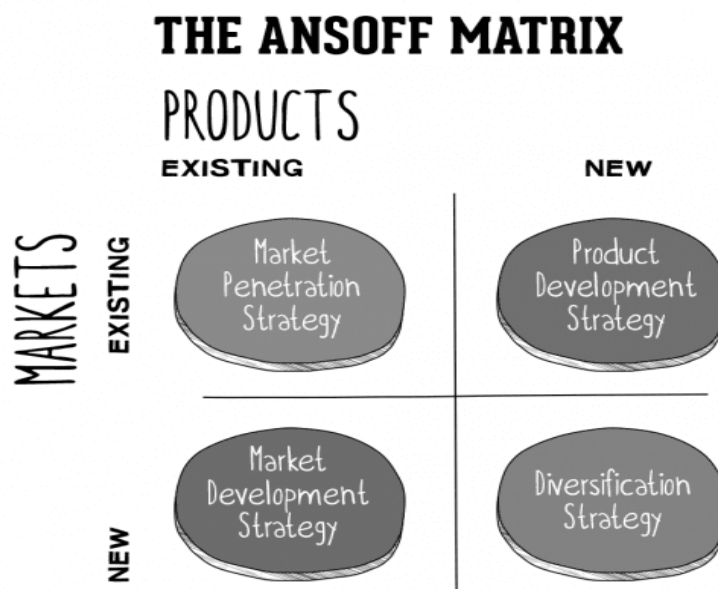 THE ANSOFF MATRIX
PRODUCTS
EXISTING
NEW
MARKETS
EXISTING
Market
Penetration
Strategy
Product
Development
Strategy
NEW
Market
Development
Strategy
Diversification
Strategy